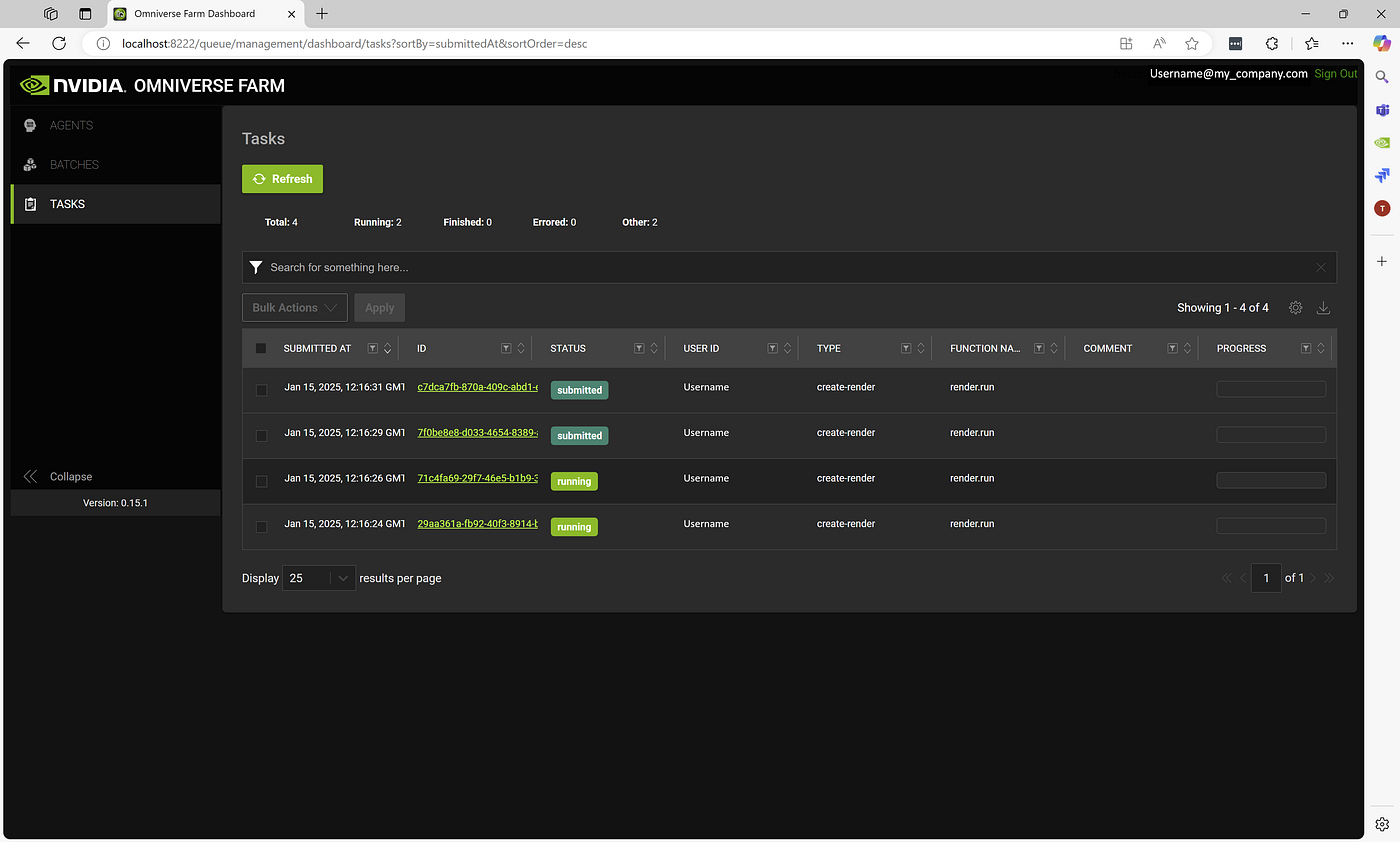 Omniverse Farm Dashboard
localhost:8222/queue/management/dashboard/tasks?sortBy=submittedAt&sortOrder=desc
NVIDIA. OMNIVERSE FARM
Username@my_company.com Sign Out
AGENTS
BATCHES
TASKS
Collapse
Version: 0.15.1
Tasks
Refresh
Total: 4 Running: 2 Finished: 0 Errored: 0 Other: 2
Search for something here...
Bulk Actions Apply Showing 1 - 4 of 4
SUBMITTED AT ID STATUS USER ID TYPE FUNCTION NA... COMMENT PROGRESS
Jan 15, 2025, 12:16:31 GMT c7dca7fb-870a-409c-abd1- submitted Username create-render render.run
Jan 15, 2025, 12:16:29 GMT 7f0be8e8-d033-4654-8389- submitted Username create-render render.run
Jan 15, 2025, 12:16:26 GMT 71c4fa69-29f7-46e5-b1b9- running Username create-render render.run
Jan 15, 2025, 12:16:24 GMT 29aa361a-fb92-40f3-8914- running Username create-render render.run
Display 25 results per page 1 of 1
T